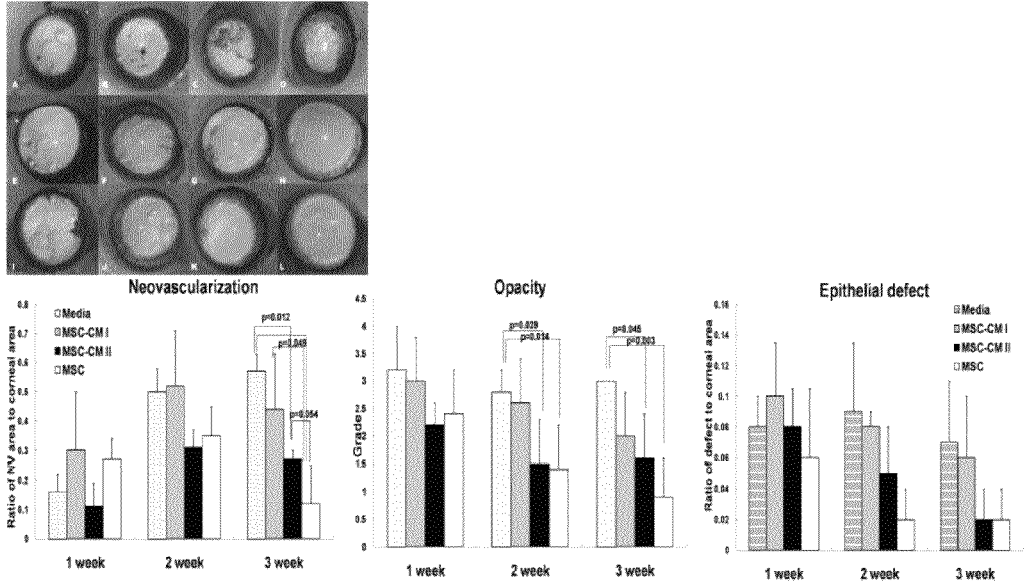 A B C D
E F G H
I J K L
Neovascularization
Ratio of NV area to corneal area
0.8
0.7
0.6
0.5
0.4
0.3
0.2
0.1
0
Media
MSC-CM I
MSC-CM II
MSC
p=0.012
p=0.049
p=0.054
1 week 2 week 3 week
Opacity
Grade
4.5
4
3.5
3
2.5
2
1.5
1
0.5
0
p=0.029
p=0.014
p=0.045
p=0.003
1 week 2 week 3 week
Epithelial defect
Ratio of defect to corneal area
0.16
0.14
0.12
0.1
0.08
0.06
0.04
0.02
0
Media
MSC-CM I
MSC-CM II
MSC
1 week 2 week 3 week